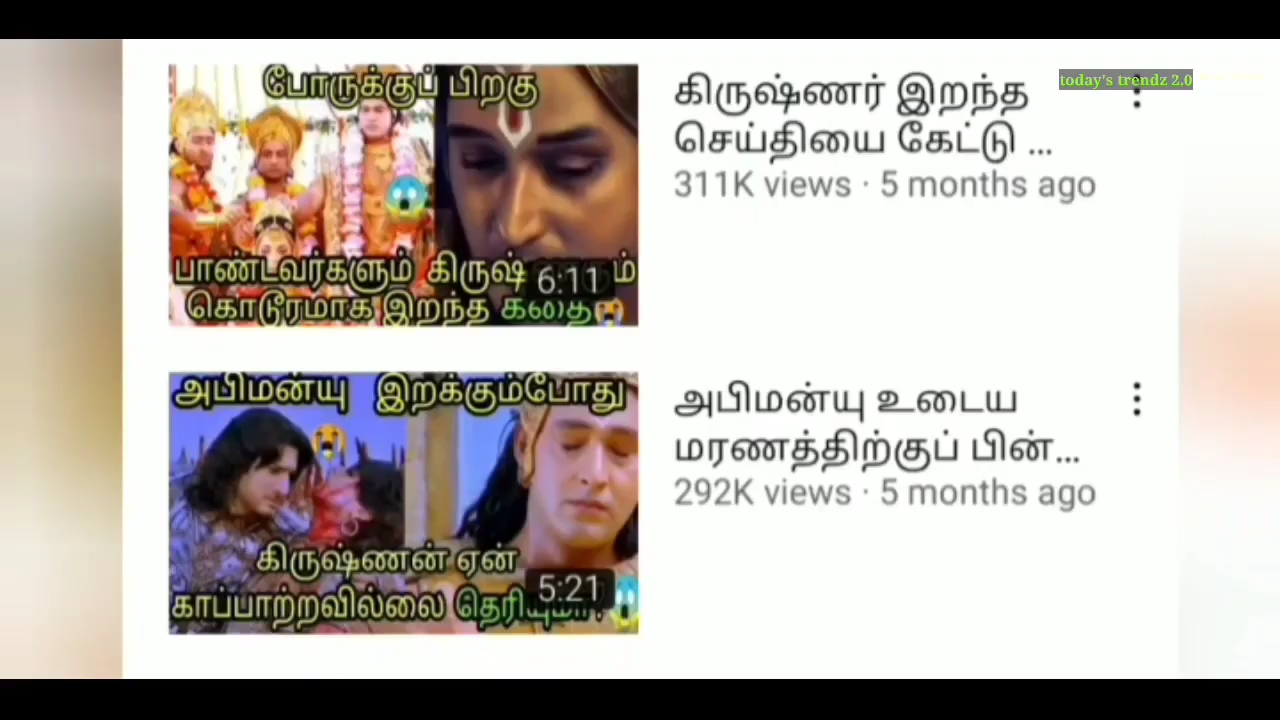 போருக்குப் பிறகு
பாண்டவர்களும் கிருஷ்
கொடூரமாக இறந்த கதை
6:11
கிருஷ்ணர் இறந்த
செய்தியை கேட்டு ...
311K views · 5 months ago
today's trendz 2.0
அபிமன்யு இறக்கும்போது
கிருஷ்ணன் ஏன்
காப்பாற்றவில்லை
5:21
அபிமன்யு உடைய
மரணத்திற்குப் பின்...
292K views · 5 months ago